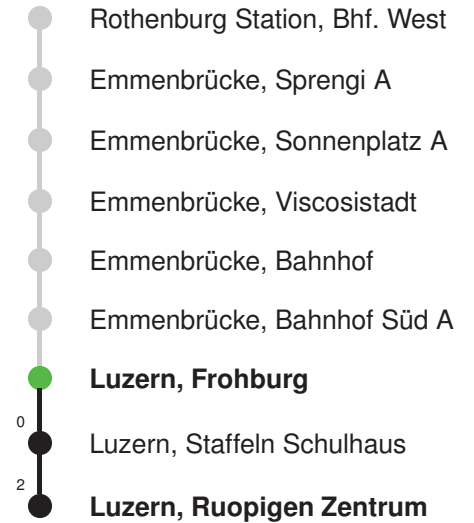 Rothenburg Station, Bhf. West
Emmenbrücke, Sprengi A
Emmenbrücke, Sonnenplatz A
Emmenbrücke, Viscosistadt
Emmenbrücke, Bahnhof
Emmenbrücke, Bahnhof Süd A
Luzern, Frohburg
0 Luzern, Staffeln Schulhaus
2 Luzern, Ruopigen Zentrum